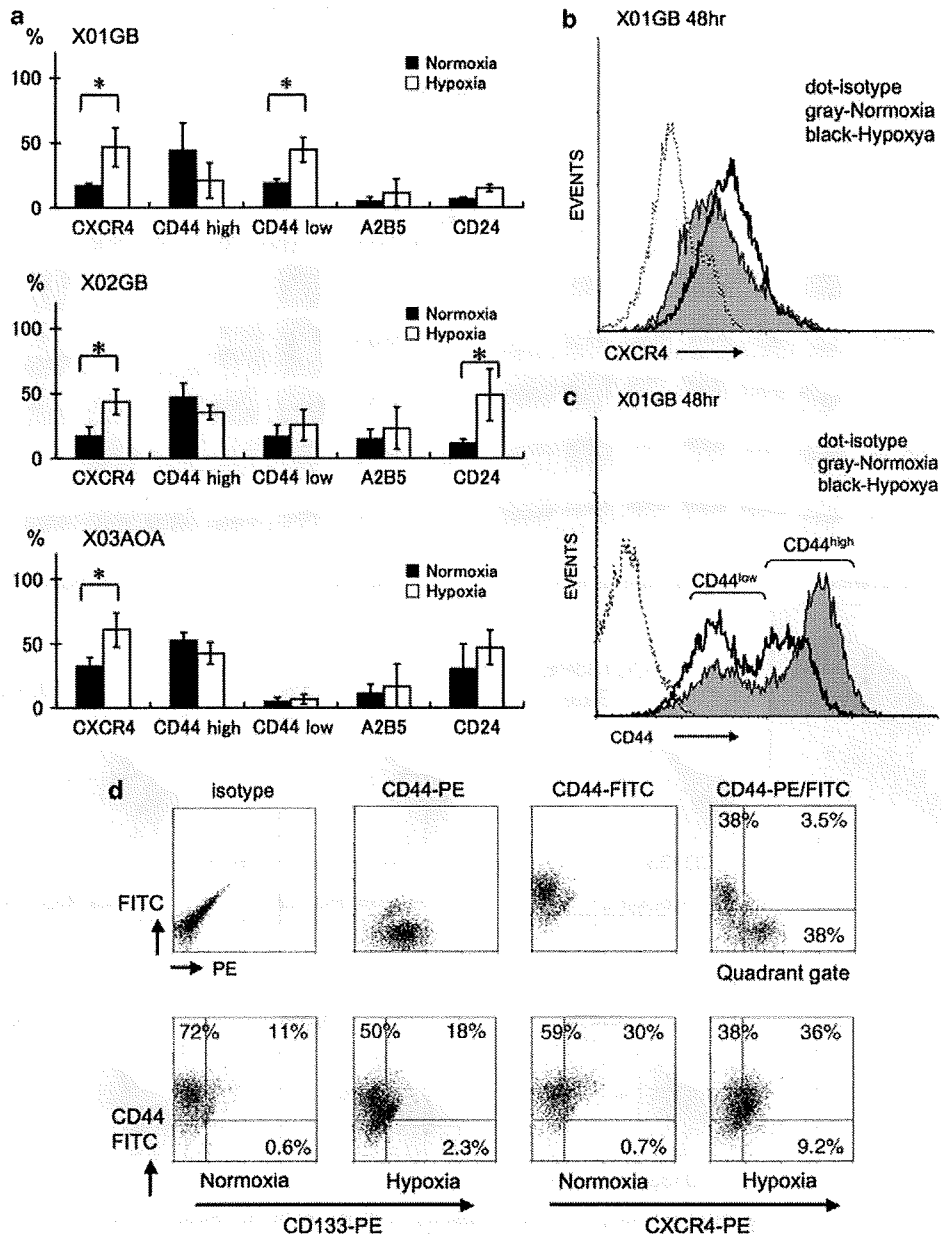 a
% X01GB
Normoxia
Hypoxia
100
50
0
* *
CXCR4 CD44 high CD44 low A2B5 CD24
% X02GB
Normoxia
Hypoxia
100
50
0
* *
CXCR4 CD44 high CD44 low A2B5 CD24
% X03AOA
Normoxia
Hypoxia
100
50
0
*
CXCR4 CD44 high CD44 low A2B5 CD24
b X01GB 48hr
dot-isotype
gray-Normoxia
black-Hypoxya
EVENTS
CXCR4
c X01GB 48hr
dot-isotype
gray-Normoxia
black-Hypoxya
CD44high
CD44low
EVENTS
CD44
d
isotype CD44-PE CD44-FITC CD44-PE/FITC
38% 3.5%
38%
FITC
PE
Quadrant gate
72% 11% 50% 18% 59% 30% 38% 36%
CD44
FITC
0.6% 2.3% 0.7% 9.2%
Normoxia Hypoxia Normoxia Hypoxia
CD133-PE CXCR4-PE